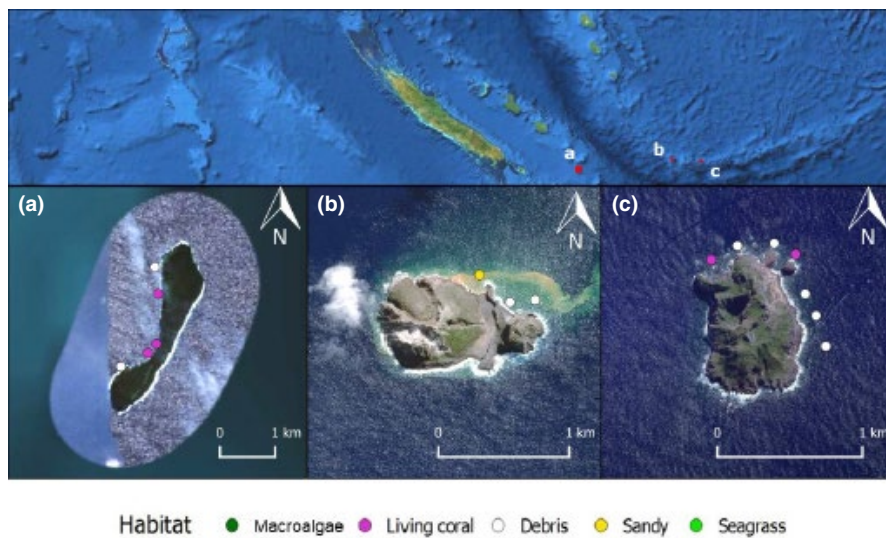 a
b
c
(a)
N
0 1 km
(b)
N
0 1 km
(c)
N
0 1 km
Habitat Macroalgae Living coral Debris Sandy Seagrass